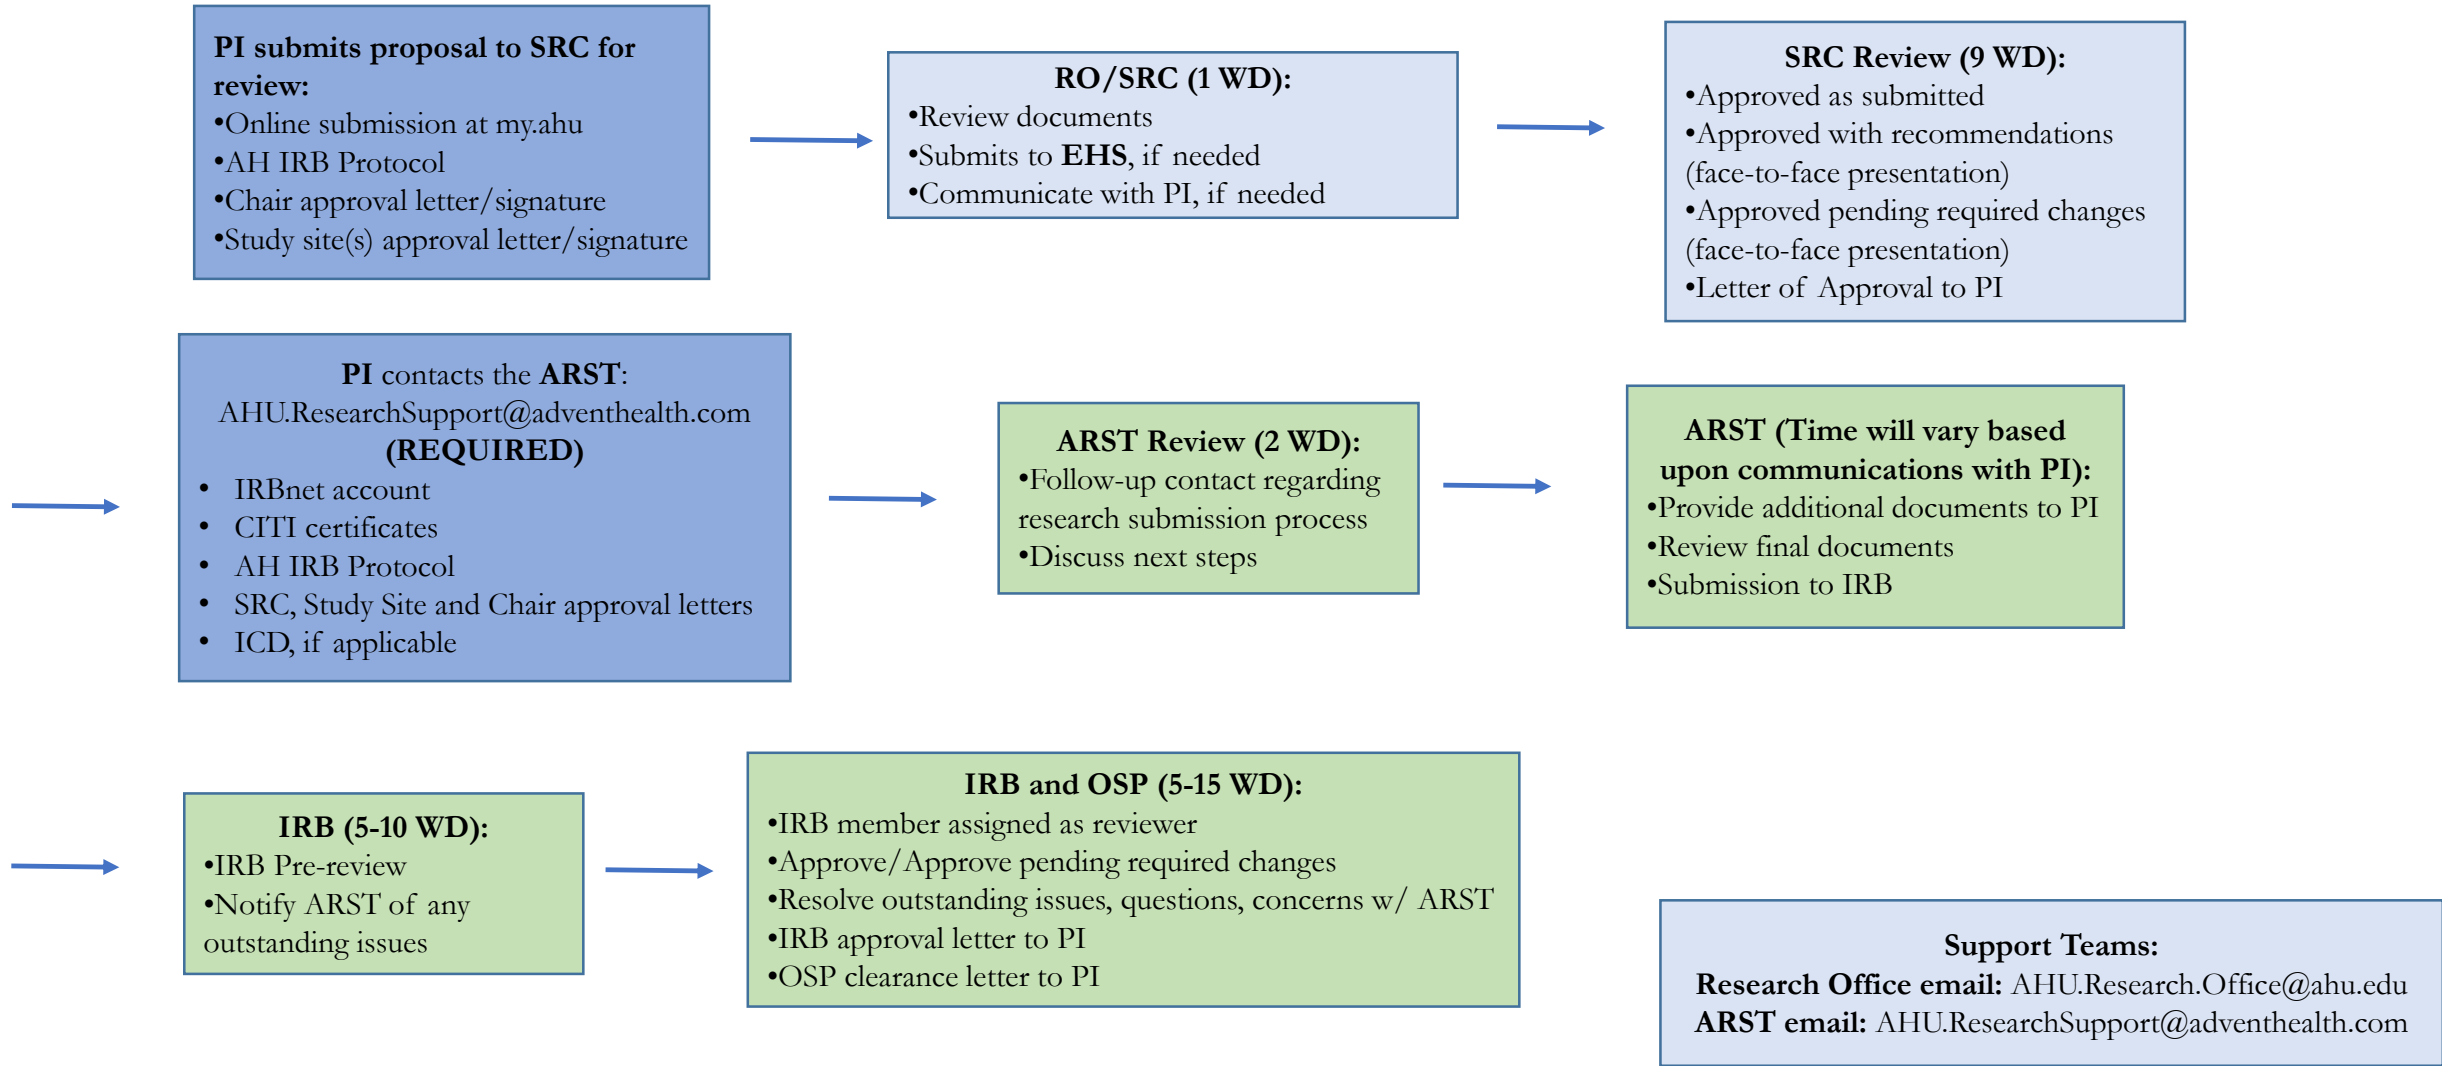 PI submits proposal to SRC for
review:
•Online submission at my.ahu
•AH IRB Protocol
•Chair approval letter/signature
•Study site(s) approval letter/signature
RO/SRC (1 WD):
•Review documents
•Submits to EHS, if needed
•Communicate with PI, if needed
SRC Review (9 WD):
•Approved as submitted
•Approved with recommendations
(face-to-face presentation)
•Approved pending required changes
(face-to-face presentation)
•Letter of Approval to PI
PI contacts the ARST:
AHU.ResearchSupport@adventhealth.com
(REQUIRED)
• IRBnet account
• CITI certificates
• AH IRB Protocol
• SRC, Study Site and Chair approval letters
• ICD, if applicable
ARST Review (2 WD):
•Follow-up contact regarding
research submission process
•Discuss next steps
ARST (Time will vary based
upon communications with PI):
•Provide additional documents to PI
•Review final documents
•Submission to IRB
IRB (5-10 WD):
•IRB Pre-review
•Notify ARST of any
outstanding issues
IRB and OSP (5-15 WD):
•IRB member assigned as reviewer
•Approve/Approve pending required changes
•Resolve outstanding issues, questions, concerns w/ ARST
•IRB approval letter to PI
•OSP clearance letter to PI
Support Teams:
Research Office email: AHU.Research.Office@ahu.edu
ARST email: AHU.ResearchSupport@adventhealth.com